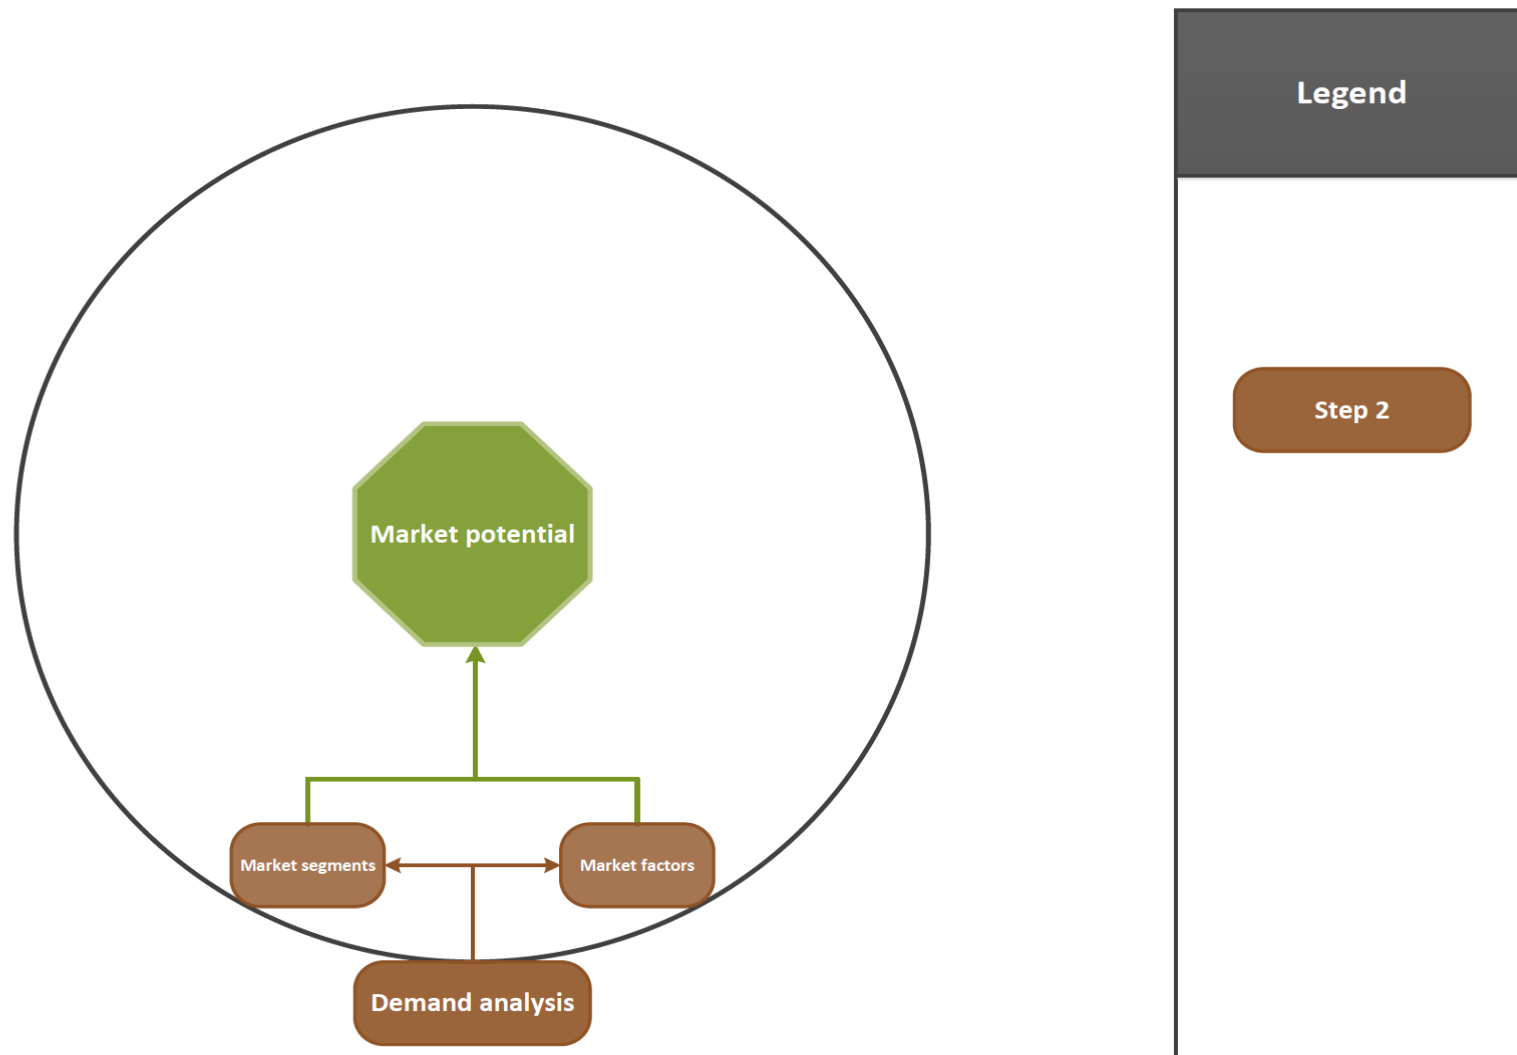 Legend
Step 2
Market potential
Market segments
Market factors
Demand analysis